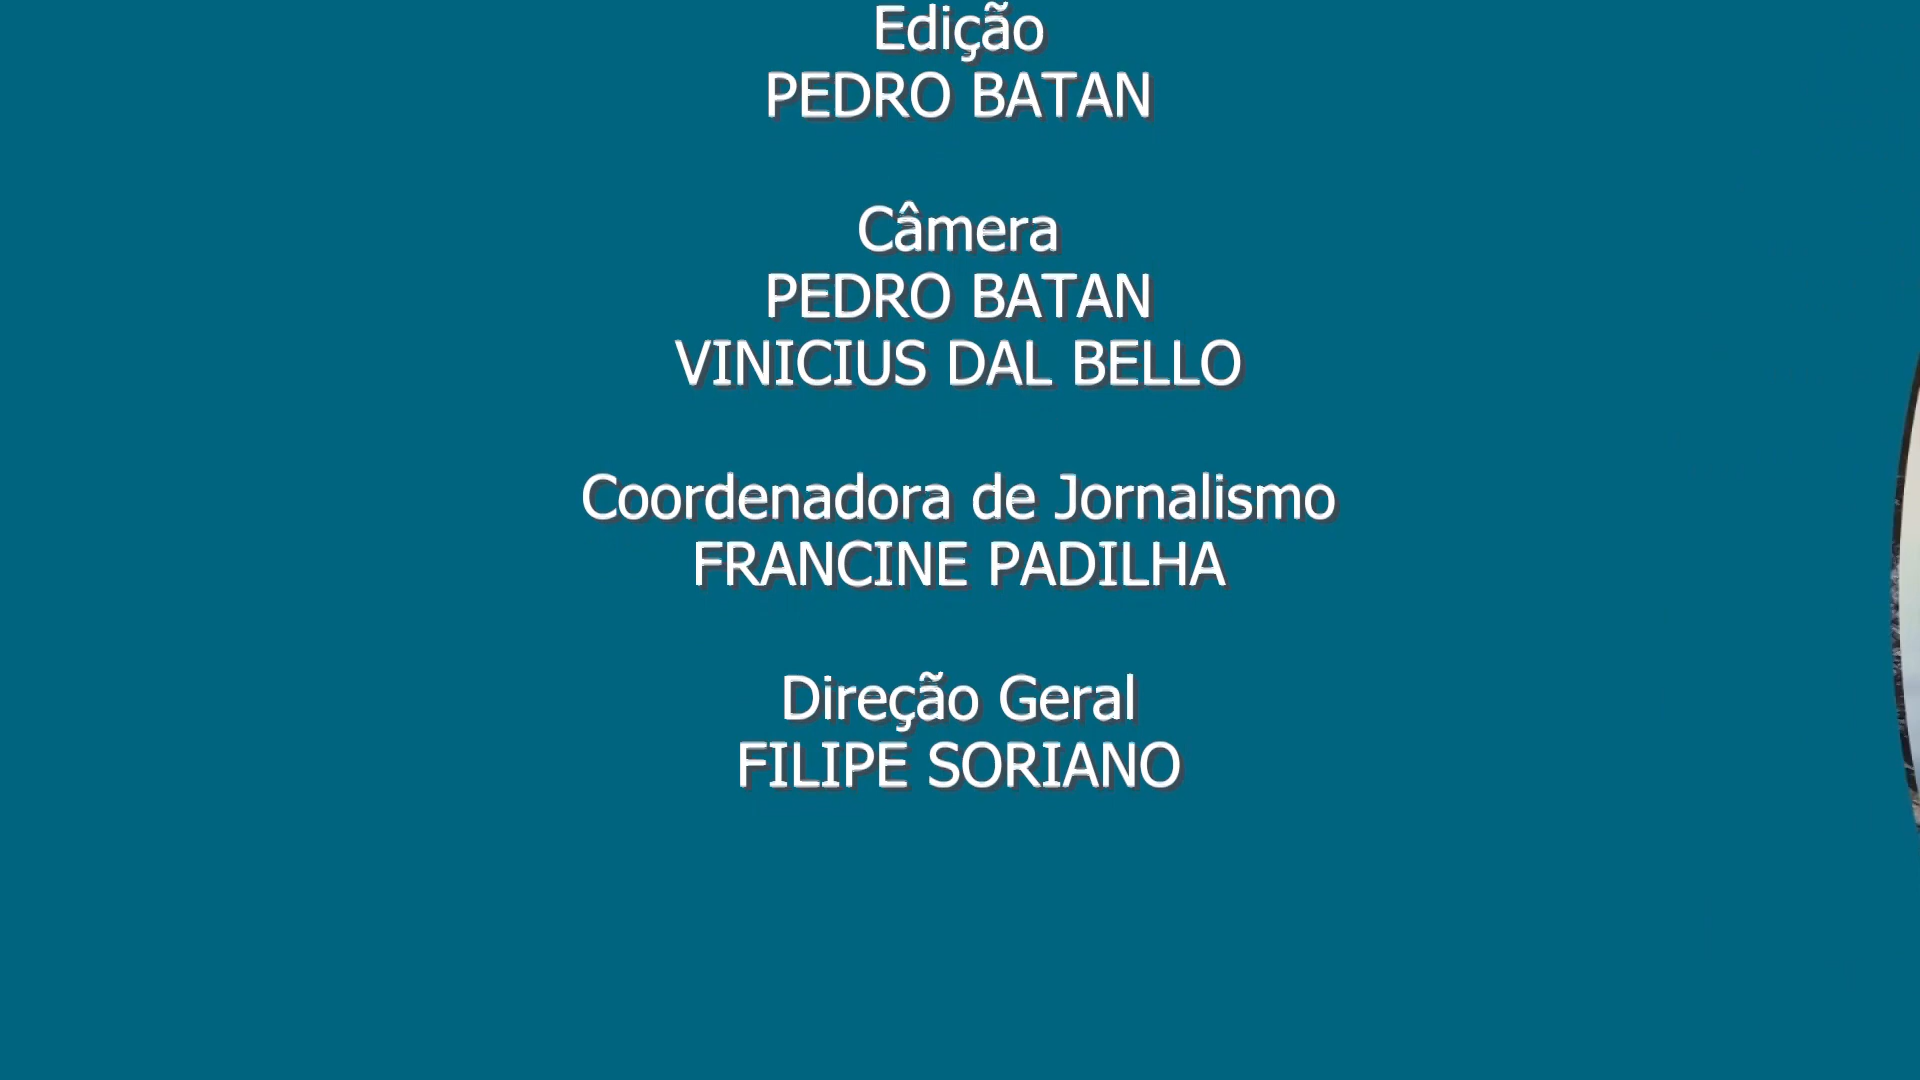 Edição
PEDRO BATAN
Câmera
PEDRO BATAN
VINICIUS DAL BELLO
Coordenadora de Jornalismo
FRANCINE PADILHA
Direção Geral
FILIPE SORIANO